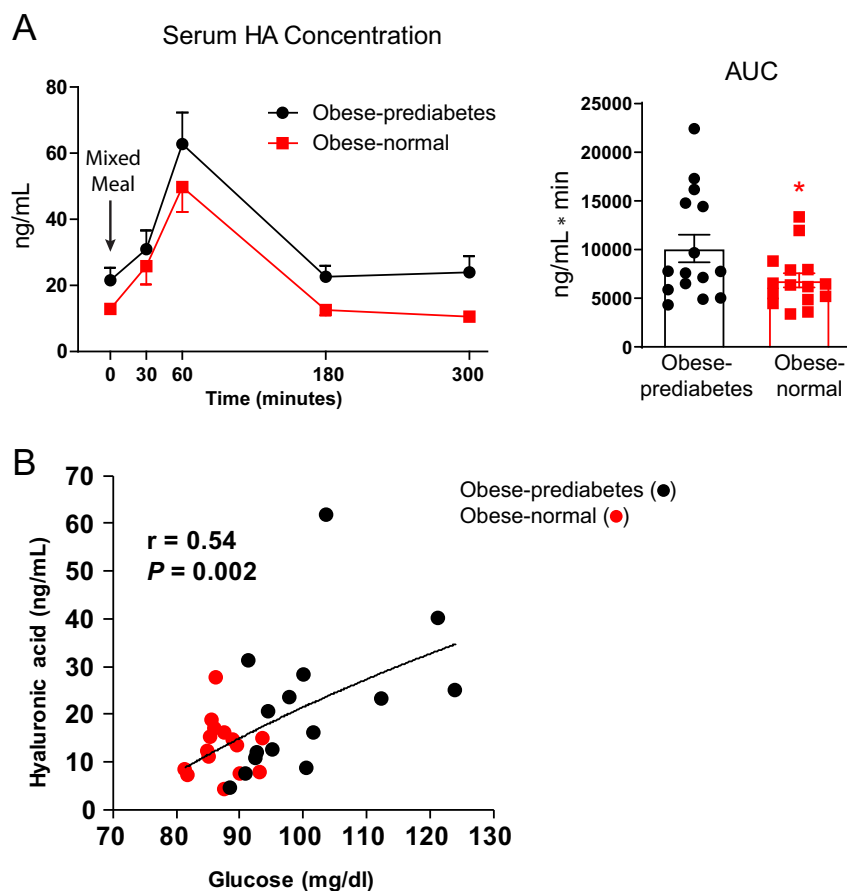 A
Serum HA Concentration
80
60
40
20
0
ng/mL
Mixed
Meal
Obese-prediabetes
Obese-normal
0 30 60 180 300
Time (minutes)
AUC
25000
20000
15000
10000
5000
0
ng/mL * min
*
Obese-
prediabetes
Obese-
normal
B
70
60
50
40
30
20
10
0
Hyaluronic acid (ng/mL)
r = 0.54
P = 0.002
Obese-prediabetes (●)
Obese-normal (●)
70 80 90 100 110 120 130
Glucose (mg/dl)